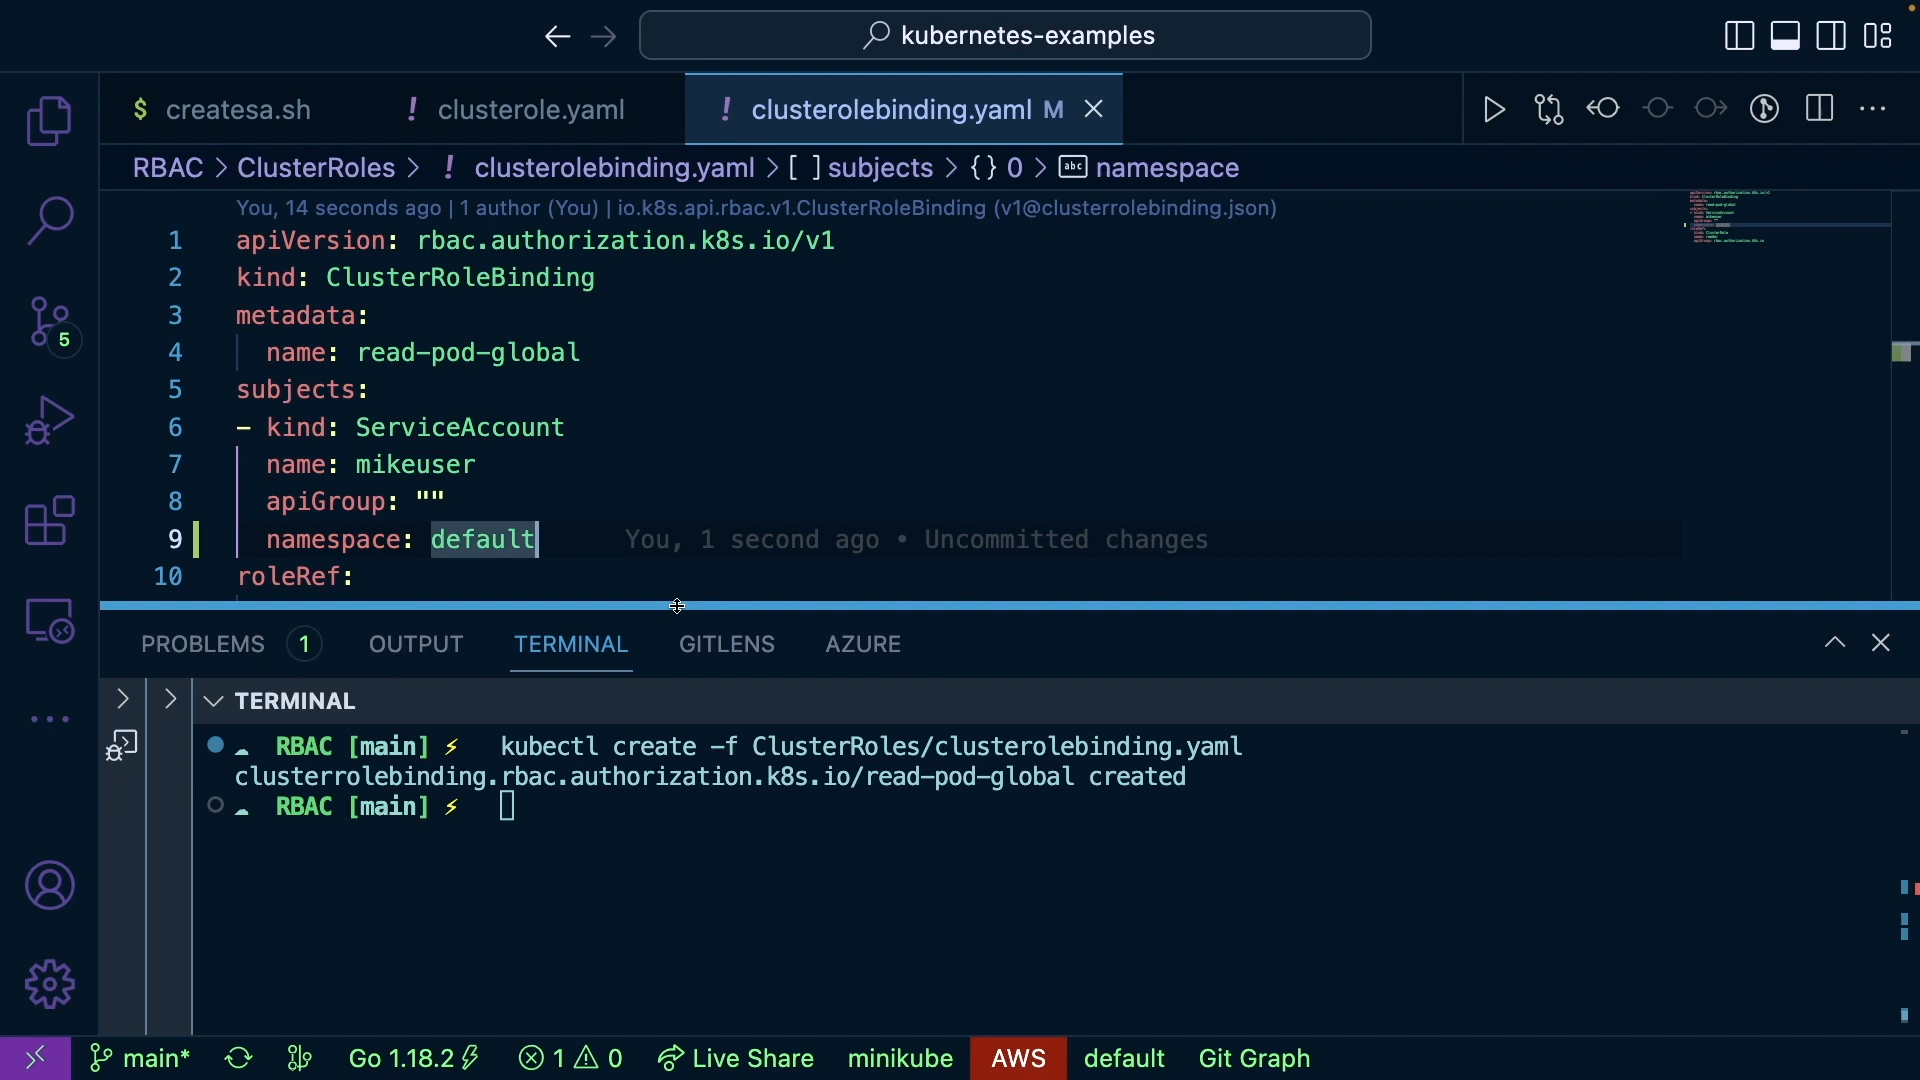 kubernetes-examples
$ createsa.sh
! clusterole.yaml
! clusterolebinding.yaml M
RBAC > ClusterRoles > ! clusterolebinding.yaml > [ ] subjects > {} 0 > abc namespace
You, 14 seconds ago | 1 author (You) | io.k8s.api.rbac.v1.ClusterRoleBinding (v1@clusterrolebinding.json)
1 apiVersion: rbac.authorization.k8s.io/v1
2 kind: ClusterRoleBinding
3 metadata:
4 name: read-pod-global
5 subjects:
6 - kind: ServiceAccount
7 name: mikeuser
8 apiGroup: ""
9 namespace: default You, 1 second ago • Uncommitted changes
10 roleRef:
5
PROBLEMS 1 OUTPUT TERMINAL GITLENS AZURE
TERMINAL
RBAC [main] ⚡ kubectl create -f ClusterRoles/clusterolebinding.yaml
clusterrolebinding.rbac.authorization.k8s.io/read-pod-global created
RBAC [main] ⚡
main* Go 1.18.2 1 0 Live Share minikube AWS default Git Graph